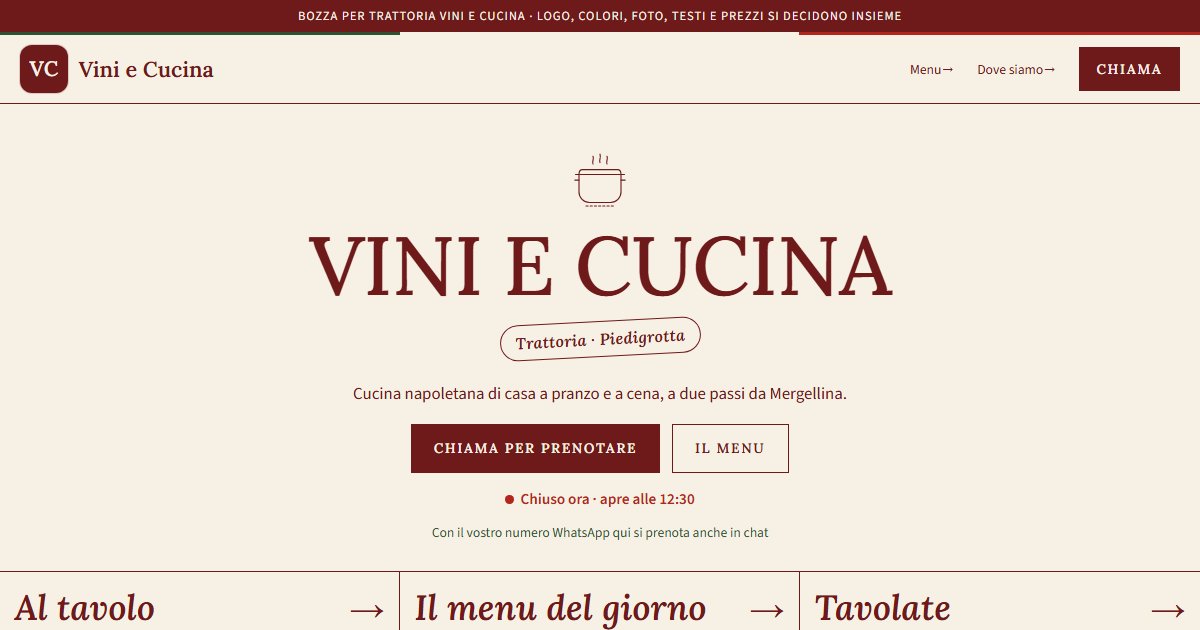 BOZZA PER TRATTORIA VINI E CUCINA · LOGO, COLORI, FOTO, TESTI E PREZZI SI DECIDONO INSIEME
VC Vini e Cucina Menu→ Dove siamo→ CHIAMA
VINI E CUCINA
Trattoria · Piedigrotta
Cucina napoletana di casa a pranzo e a cena, a due passi da Mergellina.
CHIAMA PER PRENOTARE IL MENU
Chiuso ora · apre alle 12:30
Con il vostro numero WhatsApp qui si prenota anche in chat
Al tavolo → Il menu del giorno → Tavolate →